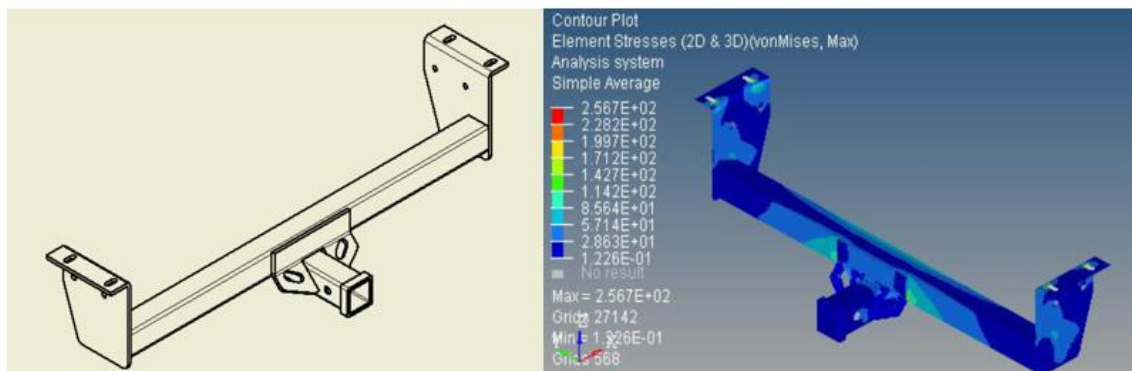 Contour Plot
Element Stresses (2D & 3D)(vonMises, Max)
Analysis system
Simple Average
2.567E+02
2.282E+02
1.997E+02
1.712E+02
1.427E+02
1.142E+02
8.564E+01
5.714E+01
2.863E+01
1.226E-01
No result
Max = 2.567E+02
Grids 27142
Min = 1.226E-01
Grids 568